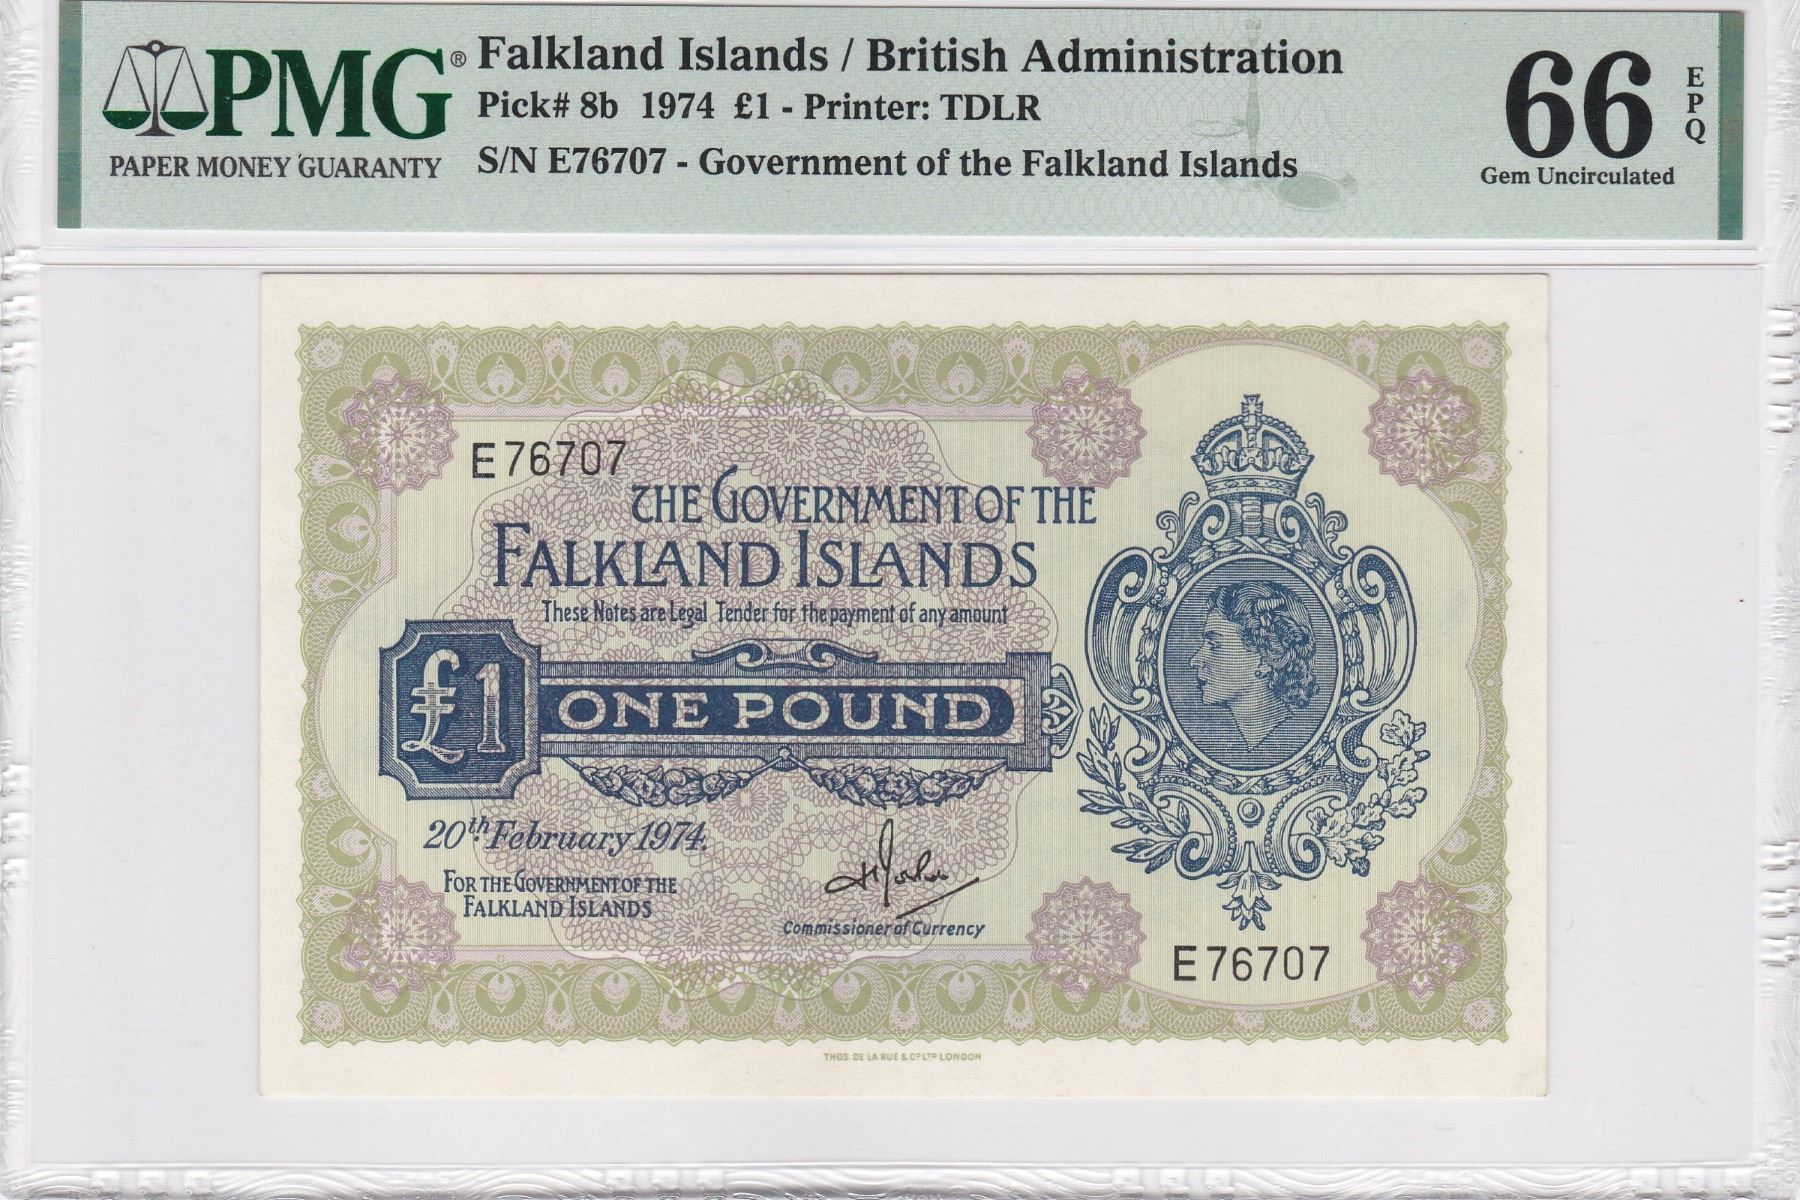 PMG®
PAPER MONEY GUARANTY
Falkland Islands / British Administration
Pick# 8b 1974 £1 - Printer: TDLR
S/N E76707 - Government of the Falkland Islands
66
EPQ
Gem Uncirculated
E76707
THE GOVERNMENT OF THE
FALKLAND ISLANDS
These Notes are Legal Tender for the payment of any amount
£1
ONE POUND
20th February 1974.
FOR THE GOVERNMENT OF THE
FALKLAND ISLANDS
Commissioner of Currency
E76707
THOS. DE LA RUE & Co LTD LONDON